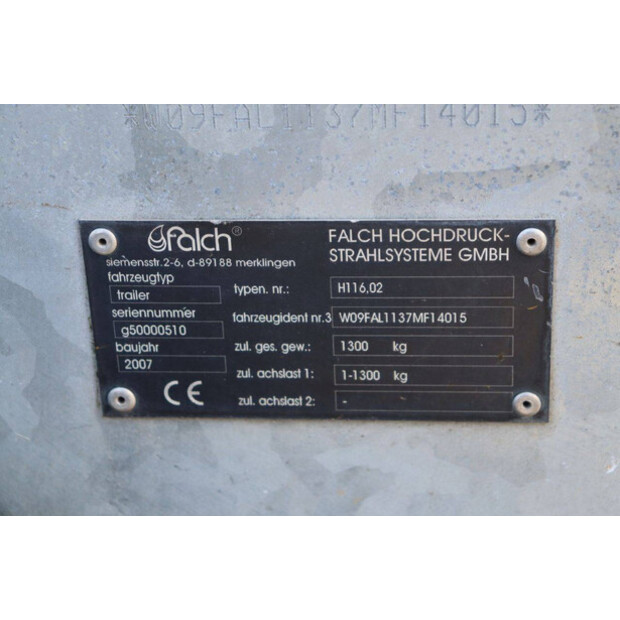 *W09FAL1137MF14015*
falch®
siemensstr.2-6, d-89188 merklingen
FALCH HOCHDRUCK-
STRAHLSYSTEME GMBH
fahrzeugtyp
trailer
typen. nr.: H116,02
seriennummer
g50000510
fahrzeugident nr.3 W09FAL1137MF14015
baujahr
2007
zul. ges. gew.: 1300 kg
zul. achslast 1: 1-1300 kg
CE
zul. achslast 2: -